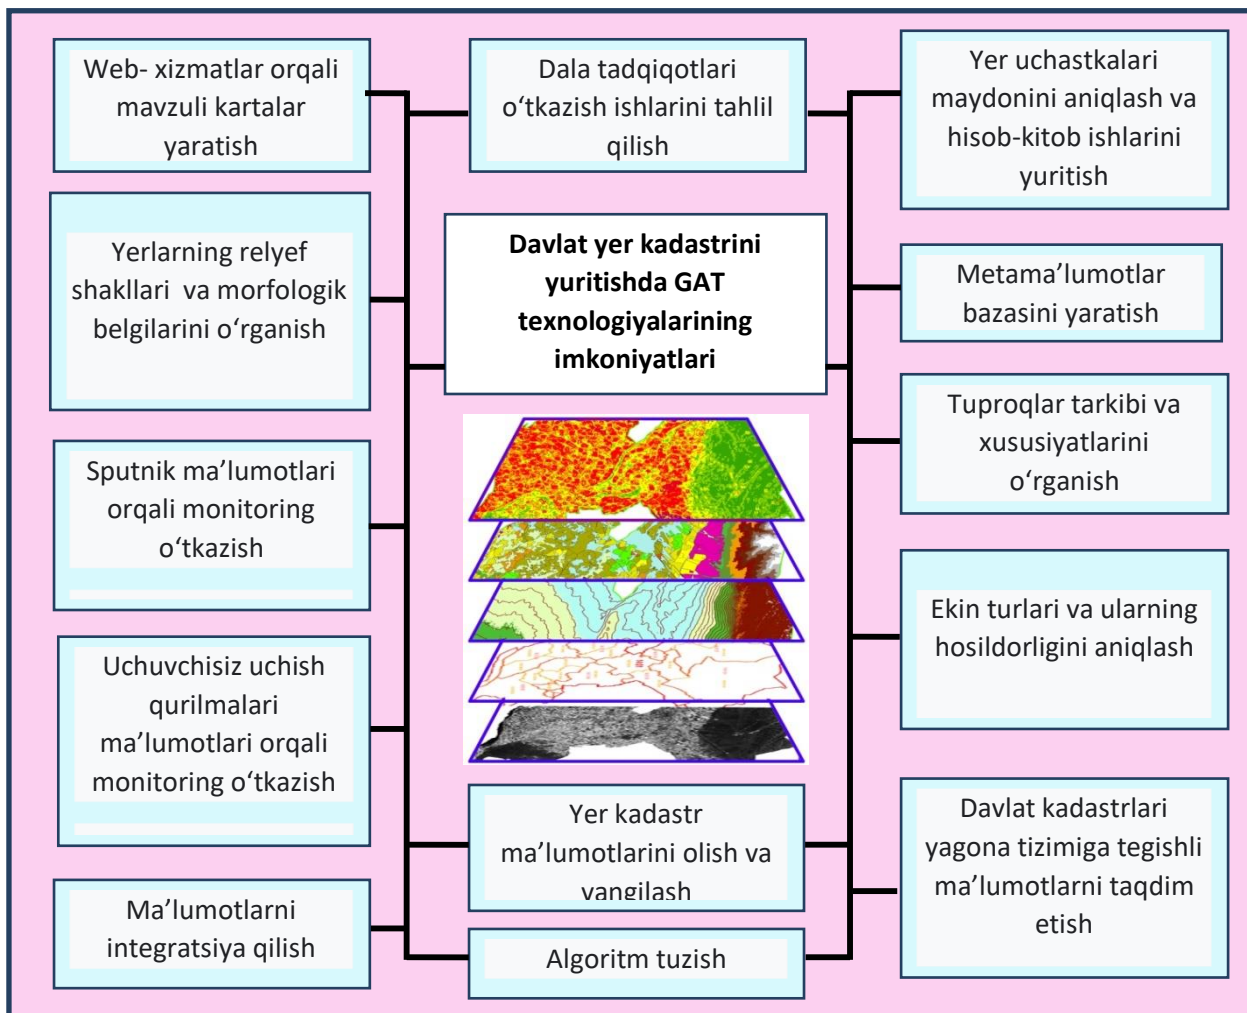 Web- xizmatlar orqali
mavzuli kartalar
yaratish
Yerlarning relyef
shakllari va morfologik
belgilarini o‘rganish
Sputnik ma’lumotlari
orqali monitoring
o‘tkazish
Uchuvchisiz uchish
qurilmalari
ma’lumotlari orqali
monitoring o‘tkazish
Ma’lumotlarni
integratsiya qilish
Dala tadqiqotlari
o‘tkazish ishlarini tahlil
qilish
Davlat yer kadastrini
yuritishda GAT
texnologiyalarining
imkoniyatlari
Yer kadastr
ma’lumotlarini olish va
yangilash
Algoritm tuzish
Yer uchastkalari
maydonini aniqlash va
hisob-kitob ishlarini
yuritish
Metama’lumotlar
bazasini yaratish
Tuproqlar tarkibi va
xususiyatlarini
o‘rganish
Ekin turlari va ularning
hosildorligini aniqlash
Davlat kadastrlari
yagona tizimiga tegishli
ma’lumotlarni taqdim
etish